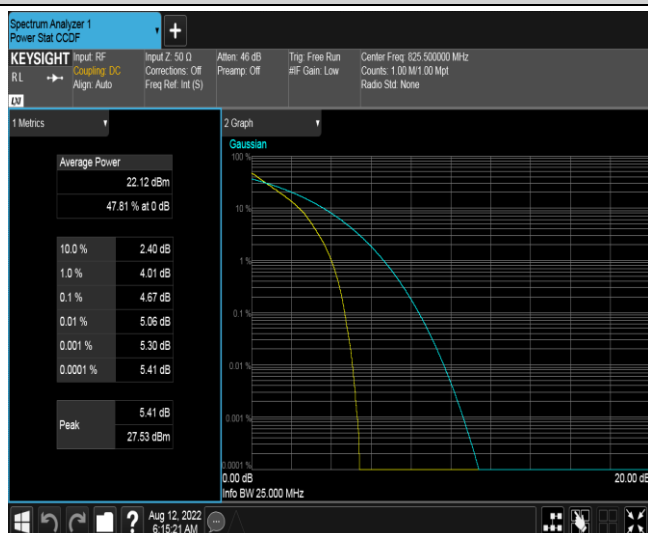 Spectrum Analyzer 1
Power Stat CCDF
+
KEYSIGHT
RL
Input: RF
Coupling: DC
Align: Auto
Input Z: 50 Ω
Corrections: Off
Freq Ref: Int (S)
Atten: 46 dB
Preamp: Off
Trig: Free Run
#IF Gain: Low
Center Freq: 825.500000 MHz
Counts: 1.00 M/1.00 Mpt
Radio Std: None
LXI
1 Metrics
Average Power
22.12 dBm
47.81 % at 0 dB
10.0 % 2.40 dB
1.0 % 4.01 dB
0.1 % 4.67 dB
0.01 % 5.06 dB
0.001 % 5.30 dB
0.0001 % 5.41 dB
Peak
5.41 dB
27.53 dBm
2 Graph
Gaussian
100 %
10 %
1 %
0.1 %
0.01 %
0.001 %
0.0001 %
0.00 dB 20.00 dB
Info BW 25.000 MHz
?
Aug 12, 2022
6:15:21 AM